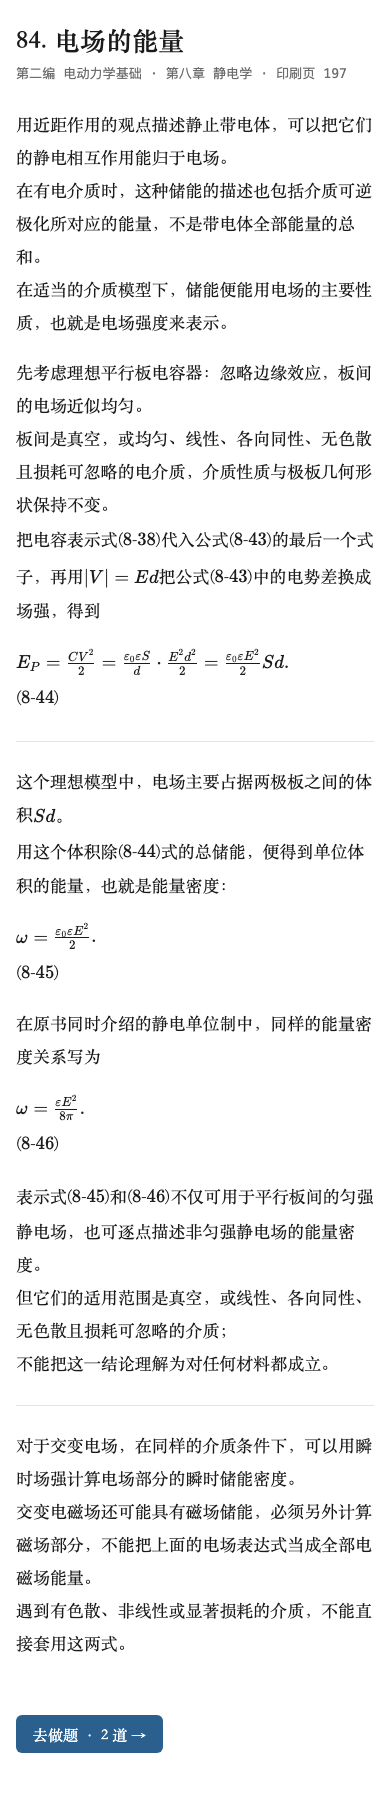 84. 电场的能量
第二编 电动力学基础 · 第八章 静电学 · 印刷页 197
用近距作用的观点描述静止带电体，可以把它们
的静电相互作用能归于电场。
在有电介质时，这种储能的描述也包括介质可逆
极化所对应的能量，不是带电体全部能量的总
和。
在适当的介质模型下，储能便能用电场的主要性
质，也就是电场强度来表示。
先考虑理想平行板电容器：忽略边缘效应，板间
的电场近似均匀。
板间是真空，或均匀、线性、各向同性、无色散
且损耗可忽略的电介质，介质性质与极板几何形
状保持不变。
把电容表示式(8-38)代入公式(8-43)的最后一个式
子，再用|V| = Ed把公式(8-43)中的电势差换成
场强，得到
E_P = \frac{CV^2}{2} = \frac{ε_0εS}{d} · \frac{E^2d^2}{2} = \frac{ε_0εE^2}{2}Sd.
(8-44)
这个理想模型中，电场主要占据两极板之间的体
积Sd。
用这个体积除(8-44)式的总储能，便得到单位体
积的能量，也就是能量密度：
ω = \frac{ε_0εE^2}{2}.
(8-45)
在原书同时介绍的静电单位制中，同样的能量密
度关系写为
ω = \frac{εE^2}{8π}.
(8-46)
表示式(8-45)和(8-46)不仅可用于平行板间的匀强
静电场，也可逐点描述非匀强静电场的能量密
度。
但它们的适用范围是真空，或线性、各向同性、
无色散且损耗可忽略的介质；
不能把这一结论理解为对任何材料都成立。
对于交变电场，在同样的介质条件下，可以用瞬
时场强计算电场部分的瞬时储能密度。
交变电磁场还可能具有磁场储能，必须另外计算
磁场部分，不能把上面的电场表达式当成全部电
磁场能量。
遇到有色散、非线性或显著损耗的介质，不能直
接套用这两式。
去做题 · 2 道 →